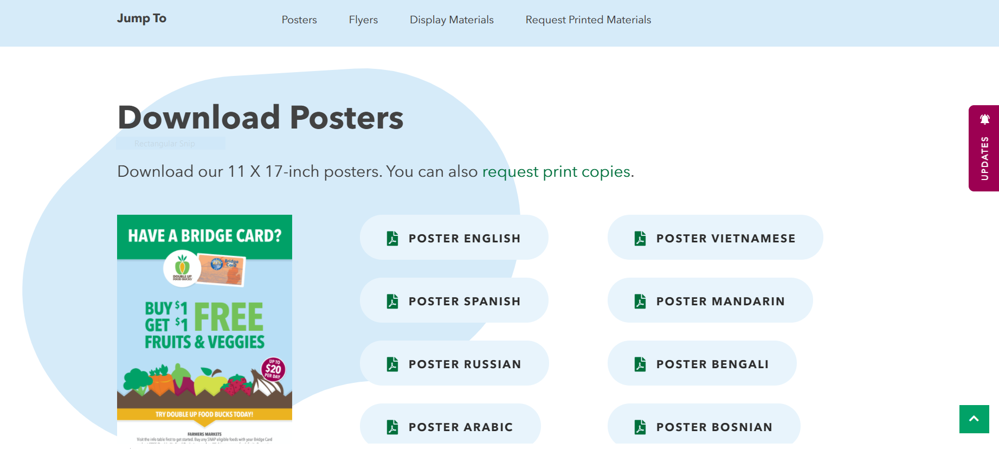 Jump To
Posters
Flyers
Display Materials
Request Printed Materials
Download Posters
Rectangular Snip
Download our 11 X 17-inch posters. You can also request print copies.
HAVE A BRIDGE CARD?
DOUBLE UP
FOOD BUCKS
Bridge
Card
BUY $1
GET $1
FREE
FRUITS & VEGGIES
UP TO
$20
PER DAY
TRY DOUBLE UP FOOD BUCKS TODAY!
FARMERS MARKETS
Visit the info table first to get started. Buy any SNAP eligible foods with your Bridge Card
POSTER ENGLISH
POSTER VIETNAMESE
POSTER SPANISH
POSTER MANDARIN
POSTER RUSSIAN
POSTER BENGALI
POSTER ARABIC
POSTER BOSNIAN
UPDATES